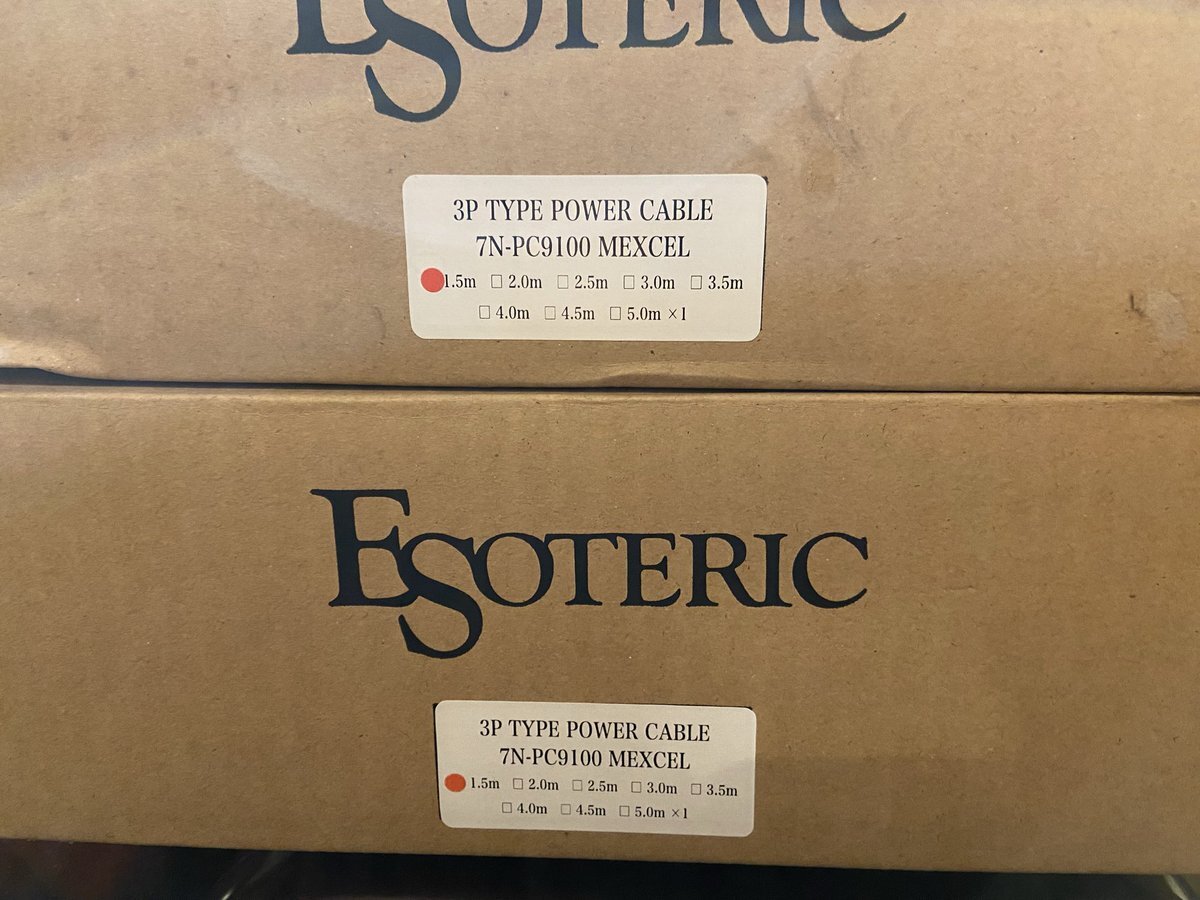 ESOTERIC
3P TYPE POWER CABLE
7N-PC9100 MEXCEL
1.5m □ 2.0m □ 2.5m □ 3.0m □ 3.5m
□ 4.0m □ 4.5m □ 5.0m ×1
ESOTERIC
3P TYPE POWER CABLE
7N-PC9100 MEXCEL
1.5m □ 2.0m □ 2.5m □ 3.0m □ 3.5m
□ 4.0m □ 4.5m □ 5.0m ×1